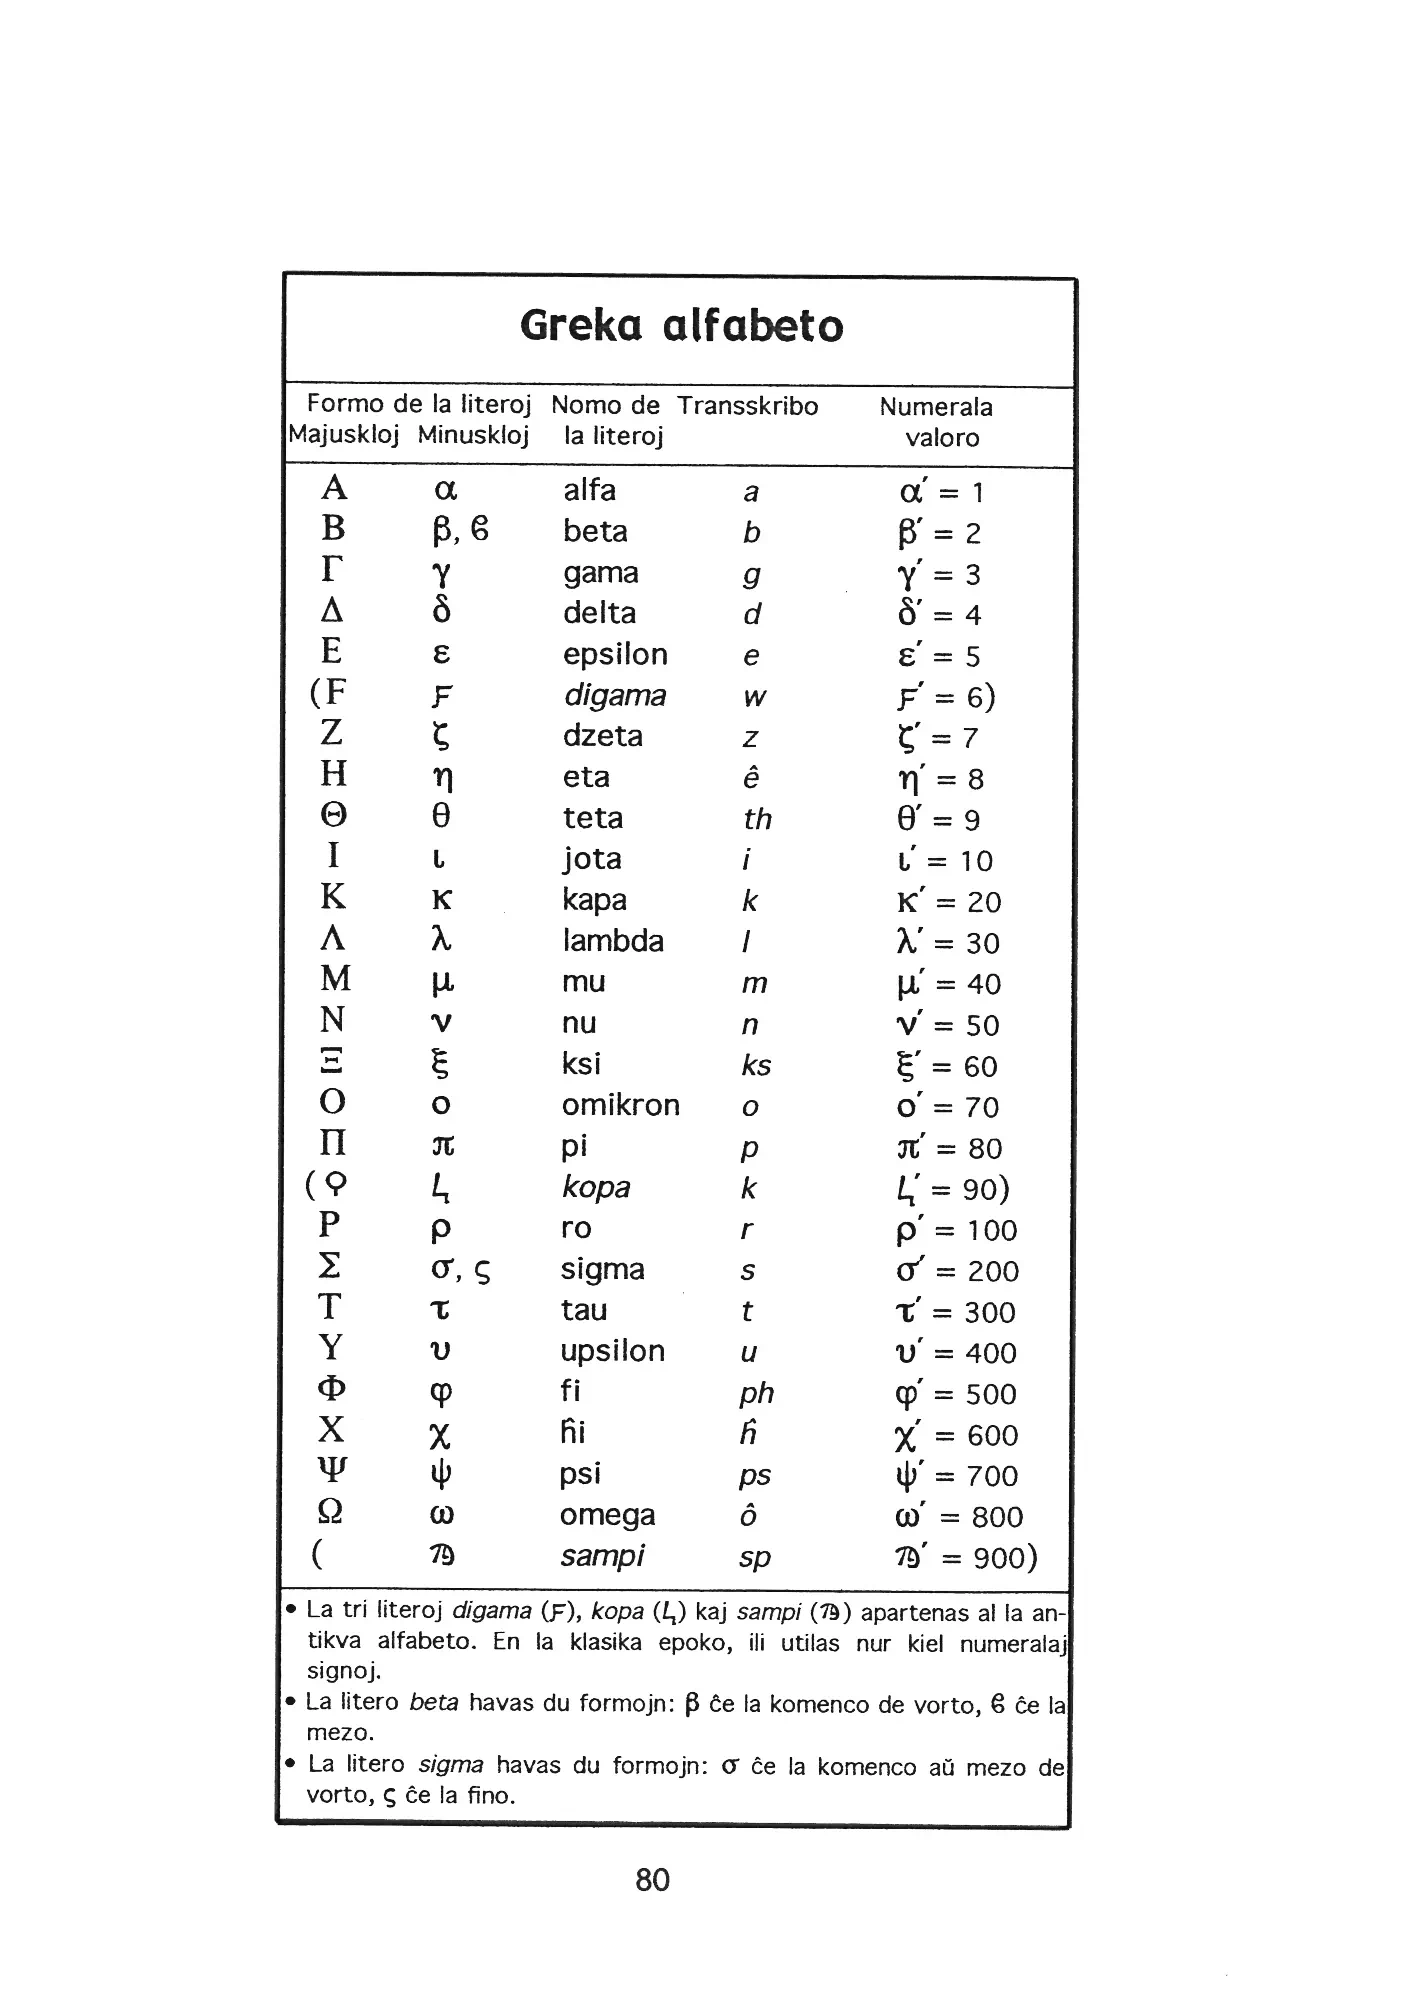 Greka alfabeto
Formo de la literoj Nomo de Transskribo Numerala
Majuskloj Minuskloj la literoj valoro
Α α alfa a α′ = 1
Β β, ϐ beta b β′ = 2
Γ γ gama g γ′ = 3
Δ δ delta d δ′ = 4
Ε ε epsilon e ε′ = 5
(Ϝ ϝ digama w ϝ′ = 6)
Ζ ζ dzeta z ζ′ = 7
Η η eta ê η′ = 8
Θ θ teta th θ′ = 9
Ι ι jota i ι′ = 10
Κ κ kapa k κ′ = 20
Λ λ lambda l λ′ = 30
Μ μ mu m μ′ = 40
Ν ν nu n ν′ = 50
Ξ ξ ksi ks ξ′ = 60
Ο ο omikron o ο′ = 70
Π π pi p π′ = 80
(Ϙ ϟ kopa k ϟ′ = 90)
Ρ ρ ro r ρ′ = 100
Σ σ, ς sigma s σ′ = 200
Τ τ tau t τ′ = 300
Υ υ upsilon u υ′ = 400
Φ φ fi ph φ′ = 500
Χ χ ĥi ĥ χ′ = 600
Ψ ψ psi ps ψ′ = 700
Ω ω omega ô ω′ = 800
( ϡ sampi sp ϡ′ = 900)
• La tri literoj digama (ϝ), kopa (ϟ) kaj sampi (ϡ) apartenas al la an-
tikva alfabeto. En la klasika epoko, ili utilas nur kiel numeralaj
signoj.
• La litero beta havas du formojn: β ĉe la komenco de vorto, ϐ ĉe la
mezo.
• La litero sigma havas du formojn: σ ĉe la komenco aŭ mezo de
vorto, ς ĉe la fino.
80